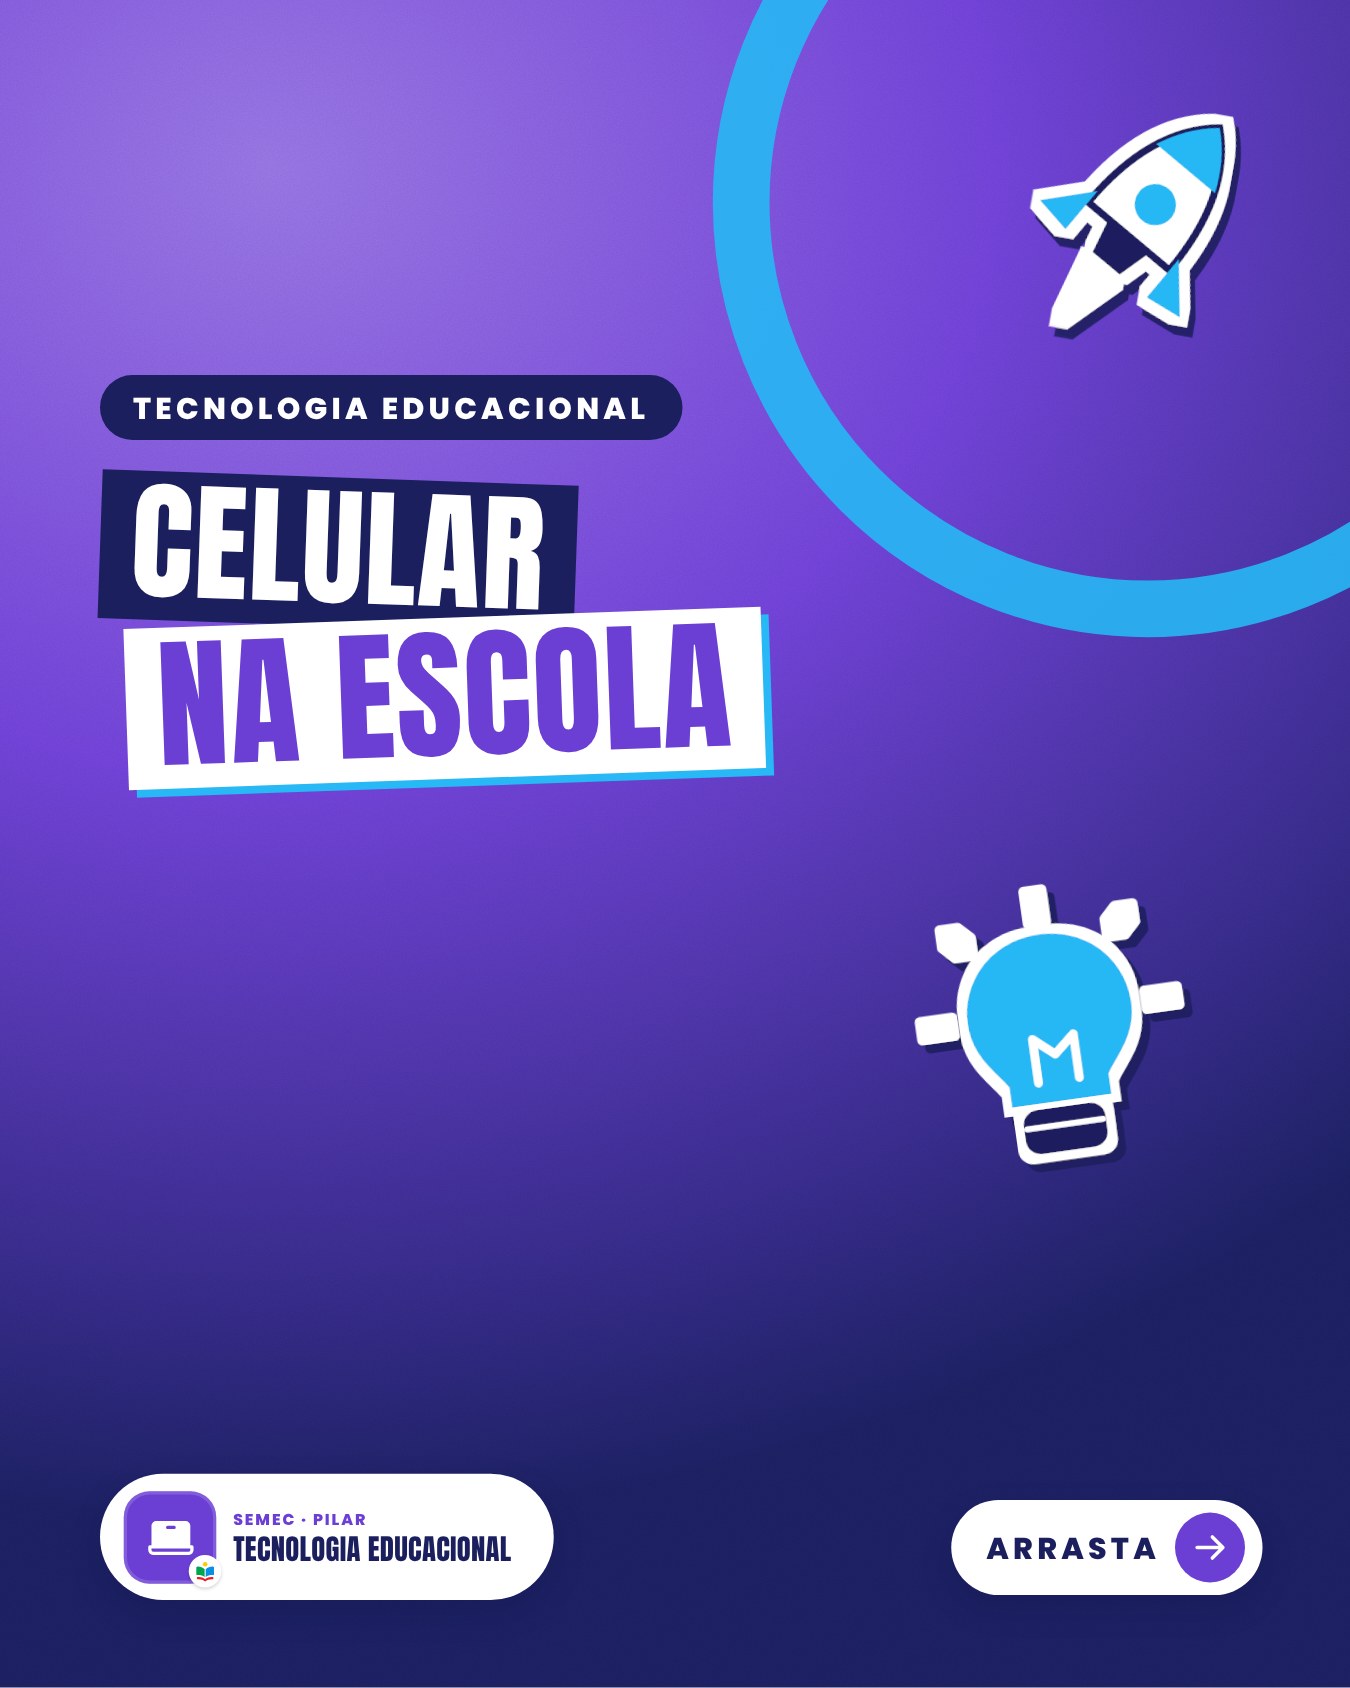 TECNOLOGIA EDUCACIONAL
CELULAR
NA ESCOLA
SEMEC · PILAR
TECNOLOGIA EDUCACIONAL
ARRASTA